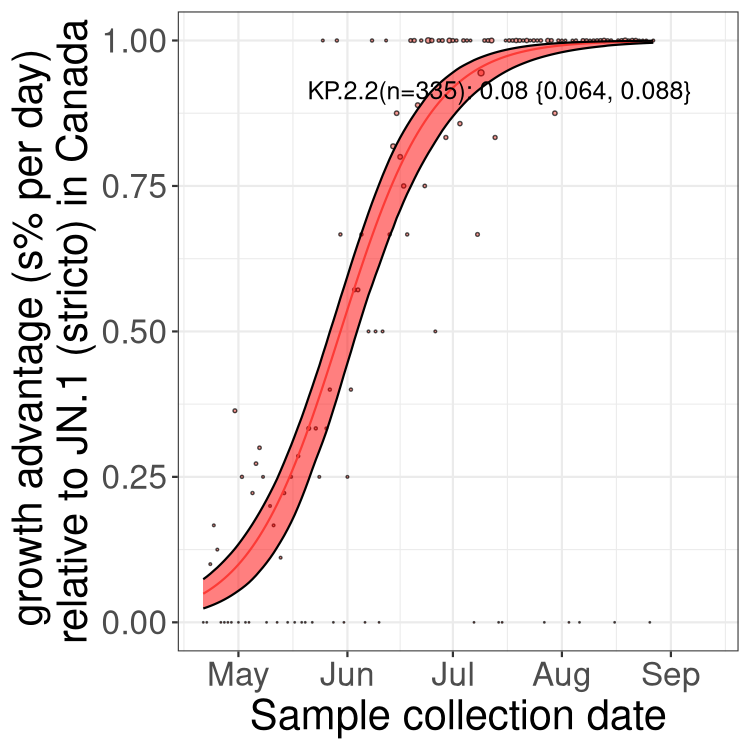 growth advantage (s% per day)
relative to JN.1 (stricto) in Canada
1.00
0.75
0.50
0.25
0.00
KP.2.2(n=335): 0.08 {0.064, 0.088}
May Jun Jul Aug Sep
Sample collection date